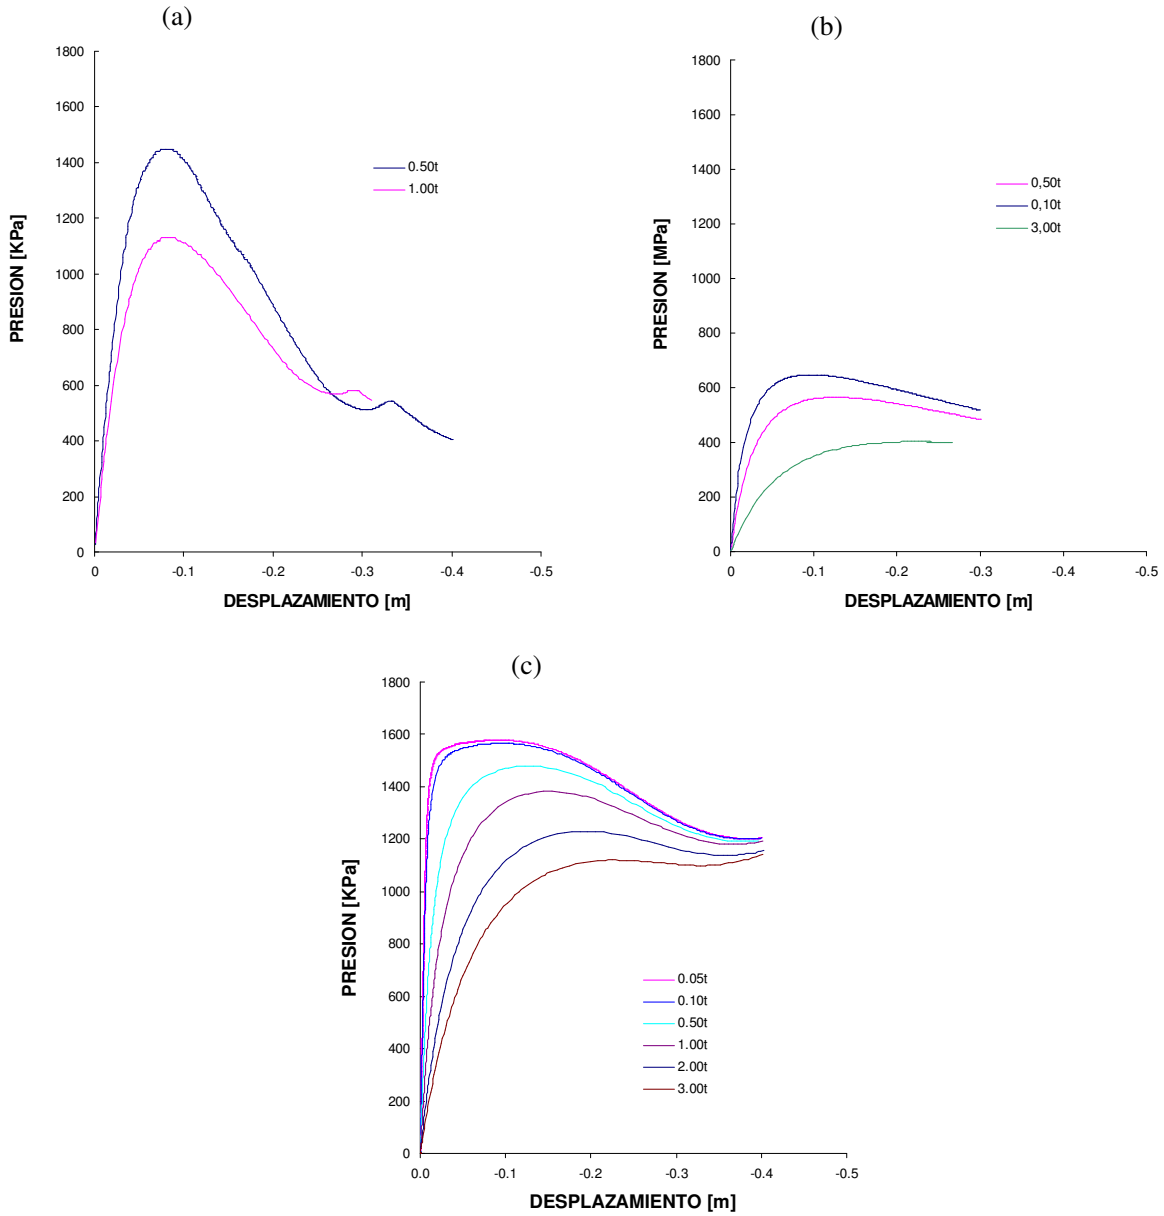 (a)
1800
1600
1400
1200
1000
800
600
400
200
0
PRESION [KPa]
0.50t
1.00t
0 -0.1 -0.2 -0.3 -0.4 -0.5
DESPLAZAMIENTO [m]
(b)
1800
1600
1400
1200
1000
800
600
400
200
0
PRESION [MPa]
0,50t
0,10t
3,00t
0 -0.1 -0.2 -0.3 -0.4 -0.5
DESPLAZAMIENTO [m]
(c)
1800
1600
1400
1200
1000
800
600
400
200
0
PRESION [KPa]
0.05t
0.10t
0.50t
1.00t
2.00t
3.00t
0.0 -0.1 -0.2 -0.3 -0.4 -0.5
DESPLAZAMIENTO [m]